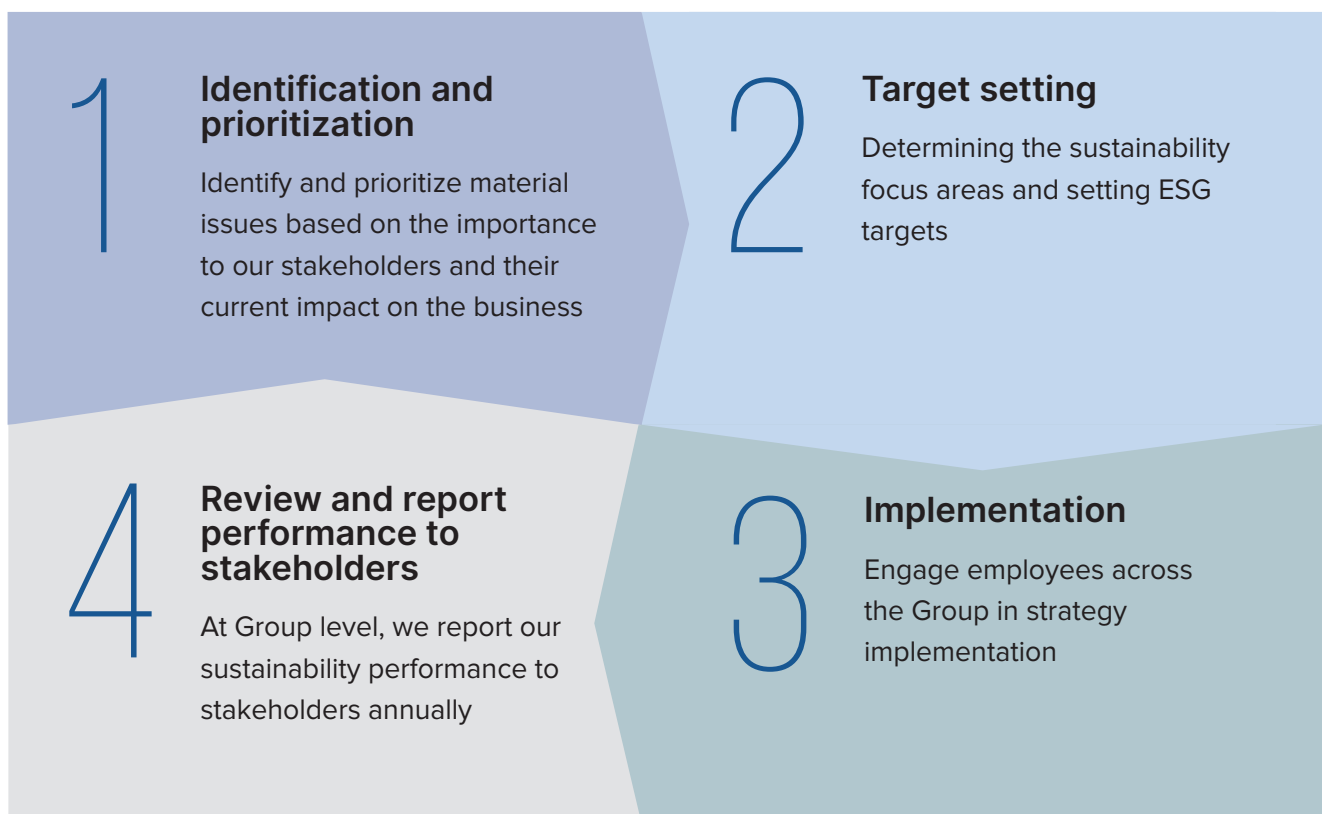 1
Identification and
prioritization
Identify and prioritize material
issues based on the importance
to our stakeholders and their
current impact on the business
2
Target setting
Determining the sustainability
focus areas and setting ESG
targets
3
Implementation
Engage employees across
the Group in strategy
implementation
4
Review and report
performance to
stakeholders
At Group level, we report our
sustainability performance to
stakeholders annually